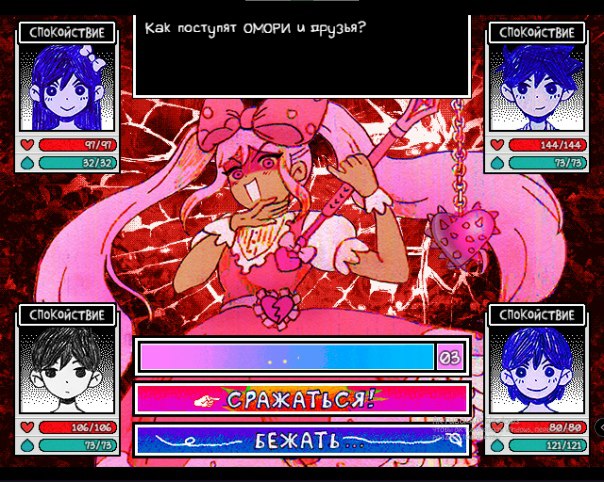 Как поступят ОМОРИ и друзья?
СПОКОЙСТВИЕ
97/97
32/32
СПОКОЙСТВИЕ
144/144
73/73
СПОКОЙСТВИЕ
106/106
73/73
СПОКОЙСТВИЕ
80/80
121/121
03
СРАЖАТЬСЯ!
БЕЖАТЬ...